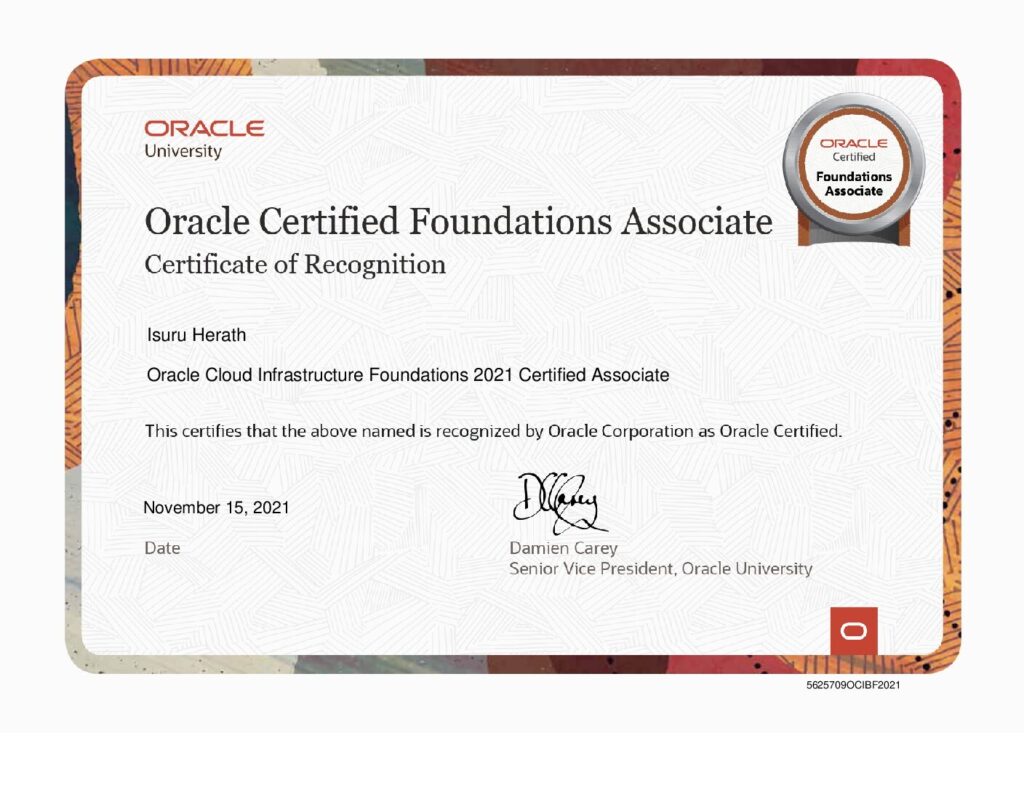 ORACLE
University
ORACLE
Certified
Foundations
Associate
Oracle Certified Foundations Associate
Certificate of Recognition
Isuru Herath
Oracle Cloud Infrastructure Foundations 2021 Certified Associate
This certifies that the above named is recognized by Oracle Corporation as Oracle Certified.
DCarey
November 15, 2021
Date
Damien Carey
Senior Vice President, Oracle University
5625709OCIBF2021